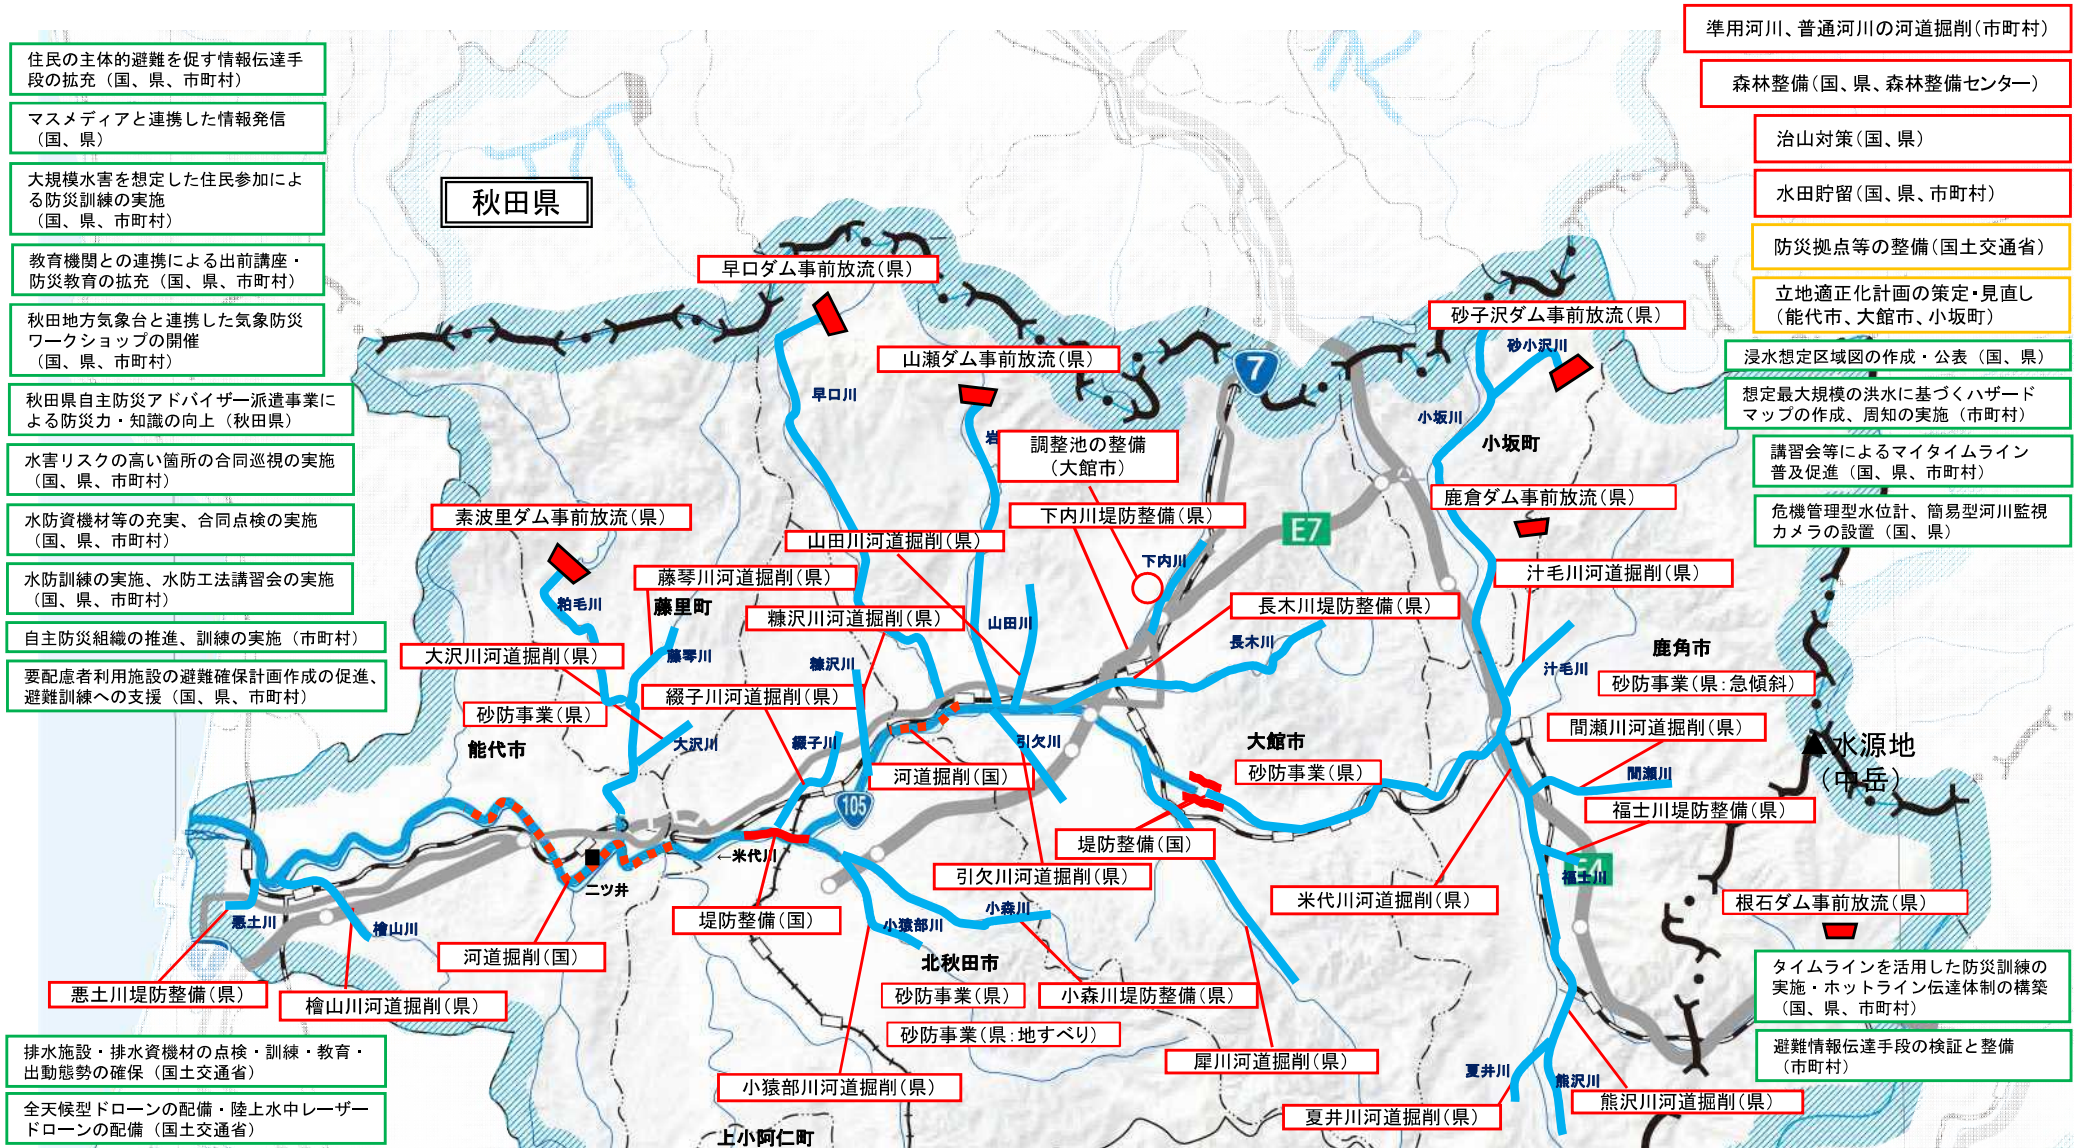 住民の主体的避難を促す情報伝達手
段の拡充（国、県、市町村）
マスメディアと連携した情報発信
（国、県）
大規模水害を想定した住民参加によ
る防災訓練の実施
（国、県、市町村）
教育機関との連携による出前講座・
防災教育の拡充（国、県、市町村）
秋田地方気象台と連携した気象防災
ワークショップの開催
（国、県、市町村）
秋田県自主防災アドバイザー派遣事業に
よる防災力・知識の向上（秋田県）
水害リスクの高い箇所の合同巡視の実施
（国、県、市町村）
水防資機材等の充実、合同点検の実施
（国、県、市町村）
水防訓練の実施、水防工法講習会の実施
（国、県、市町村）
自主防災組織の推進、訓練の実施（市町村）
要配慮者利用施設の避難確保計画作成の促進、
避難訓練への支援（国、県、市町村）
排水施設・排水資機材の点検・訓練・教育・
出動態勢の確保（国土交通省）
全天候型ドローンの配備・陸上水中レーザー
ドローンの配備（国土交通省）
秋田県
早口ダム事前放流（県）
山瀬ダム事前放流（県）
砂子沢ダム事前放流（県）
砂小沢川
7
早口川
小坂川
小坂町
岩
調整池の整備
（大館市）
鹿倉ダム事前放流（県）
素波里ダム事前放流（県）
下内川堤防整備（県）
E7
山田川河道掘削（県）
下内川
藤琴川河道掘削（県）
汁毛川河道掘削（県）
粕毛川
藤里町
糠沢川河道掘削（県）
山田川
長木川堤防整備（県）
長木川
大沢川河道掘削（県）
藤琴川
糠沢川
汁毛川
鹿角市
砂防事業（県：急傾斜）
綴子川河道掘削（県）
砂防事業（県）
能代市
大沢川
綴子川
引欠川
大館市
間瀬川河道掘削（県）
河道掘削（国）
砂防事業（県）
間瀬川
水源地
（中岳）
105
福士川堤防整備（県）
堤防整備（国）
←米代川
二ツ井
引欠川河道掘削（県）
E4
福士川
米代川河道掘削（県）
根石ダム事前放流（県）
悪土川
檜山川
堤防整備（国）
小猿部川
小森川
河道掘削（国）
北秋田市
悪土川堤防整備（県）
檜山川河道掘削（県）
砂防事業（県）
小森川堤防整備（県）
砂防事業（県：地すべり）
犀川河道掘削（県）
小猿部川河道掘削（県）
夏井川
熊沢川
熊沢川河道掘削（県）
夏井川河道掘削（県）
上小阿仁町
準用河川、普通河川の河道掘削（市町村）
森林整備（国、県、森林整備センター）
治山対策（国、県）
水田貯留（国、県、市町村）
防災拠点等の整備（国土交通省）
立地適正化計画の策定・見直し
（能代市、大館市、小坂町）
浸水想定区域図の作成・公表（国、県）
想定最大規模の洪水に基づくハザード
マップの作成、周知の実施（市町村）
講習会等によるマイタイムライン
普及促進（国、県、市町村）
危機管理型水位計、簡易型河川監視
カメラの設置（国、県）
タイムラインを活用した防災訓練の
実施・ホットライン伝達体制の構築
（国、県、市町村）
避難情報伝達手段の検証と整備
（市町村）